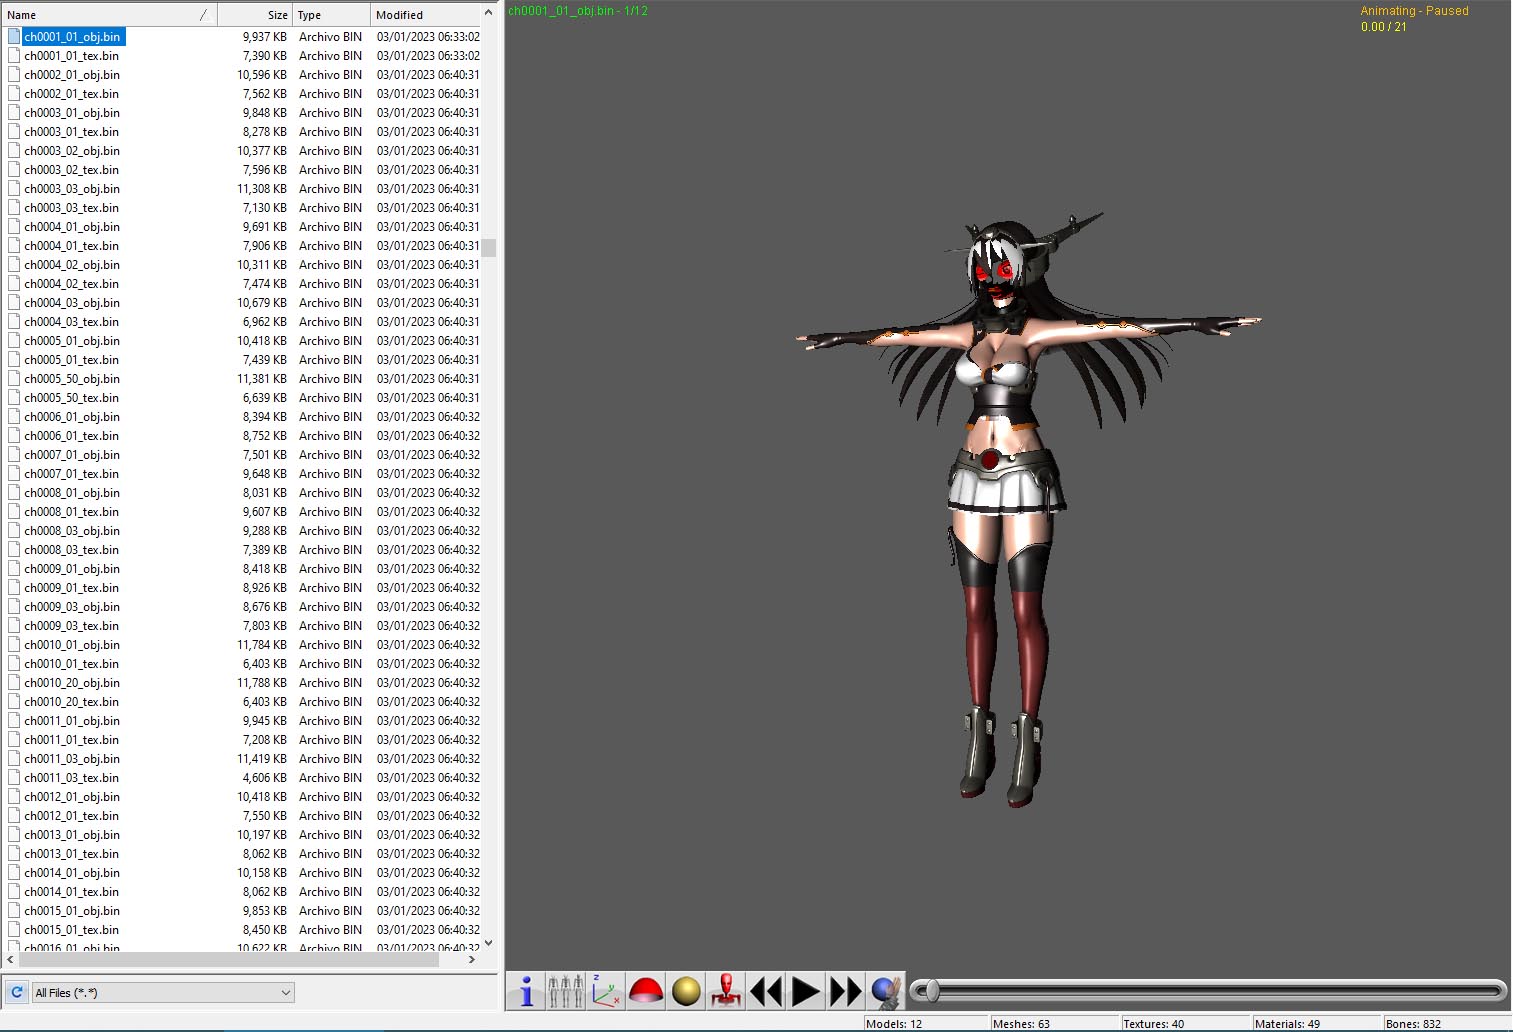 Name Size Type Modified
ch0001_01_obj.bin 9,937 KB Archivo BIN 03/01/2023 06:33:02
ch0001_01_tex.bin 7,390 KB Archivo BIN 03/01/2023 06:33:02
ch0002_01_obj.bin 10,596 KB Archivo BIN 03/01/2023 06:40:31
ch0002_01_tex.bin 7,562 KB Archivo BIN 03/01/2023 06:40:31
ch0003_01_obj.bin 9,848 KB Archivo BIN 03/01/2023 06:40:31
ch0003_01_tex.bin 8,278 KB Archivo BIN 03/01/2023 06:40:31
ch0003_02_obj.bin 10,377 KB Archivo BIN 03/01/2023 06:40:31
ch0003_02_tex.bin 7,596 KB Archivo BIN 03/01/2023 06:40:31
ch0003_03_obj.bin 11,308 KB Archivo BIN 03/01/2023 06:40:31
ch0003_03_tex.bin 7,130 KB Archivo BIN 03/01/2023 06:40:31
ch0004_01_obj.bin 9,691 KB Archivo BIN 03/01/2023 06:40:31
ch0004_01_tex.bin 7,906 KB Archivo BIN 03/01/2023 06:40:31
ch0004_02_obj.bin 10,311 KB Archivo BIN 03/01/2023 06:40:31
ch0004_02_tex.bin 7,474 KB Archivo BIN 03/01/2023 06:40:31
ch0004_03_obj.bin 10,679 KB Archivo BIN 03/01/2023 06:40:31
ch0004_03_tex.bin 6,962 KB Archivo BIN 03/01/2023 06:40:31
ch0005_01_obj.bin 10,418 KB Archivo BIN 03/01/2023 06:40:31
ch0005_01_tex.bin 7,439 KB Archivo BIN 03/01/2023 06:40:31
ch0005_50_obj.bin 11,381 KB Archivo BIN 03/01/2023 06:40:31
ch0005_50_tex.bin 6,639 KB Archivo BIN 03/01/2023 06:40:31
ch0006_01_obj.bin 8,394 KB Archivo BIN 03/01/2023 06:40:32
ch0006_01_tex.bin 8,752 KB Archivo BIN 03/01/2023 06:40:32
ch0007_01_obj.bin 7,501 KB Archivo BIN 03/01/2023 06:40:32
ch0007_01_tex.bin 9,648 KB Archivo BIN 03/01/2023 06:40:32
ch0008_01_obj.bin 8,031 KB Archivo BIN 03/01/2023 06:40:32
ch0008_01_tex.bin 9,607 KB Archivo BIN 03/01/2023 06:40:32
ch0008_03_obj.bin 9,288 KB Archivo BIN 03/01/2023 06:40:32
ch0008_03_tex.bin 7,389 KB Archivo BIN 03/01/2023 06:40:32
ch0009_01_obj.bin 8,418 KB Archivo BIN 03/01/2023 06:40:32
ch0009_01_tex.bin 8,926 KB Archivo BIN 03/01/2023 06:40:32
ch0009_03_obj.bin 8,676 KB Archivo BIN 03/01/2023 06:40:32
ch0009_03_tex.bin 7,803 KB Archivo BIN 03/01/2023 06:40:32
ch0010_01_obj.bin 11,784 KB Archivo BIN 03/01/2023 06:40:32
ch0010_01_tex.bin 6,403 KB Archivo BIN 03/01/2023 06:40:32
ch0010_20_obj.bin 11,788 KB Archivo BIN 03/01/2023 06:40:32
ch0010_20_tex.bin 6,403 KB Archivo BIN 03/01/2023 06:40:32
ch0011_01_obj.bin 9,945 KB Archivo BIN 03/01/2023 06:40:32
ch0011_01_tex.bin 7,208 KB Archivo BIN 03/01/2023 06:40:32
ch0011_03_obj.bin 11,419 KB Archivo BIN 03/01/2023 06:40:32
ch0011_03_tex.bin 4,606 KB Archivo BIN 03/01/2023 06:40:32
ch0012_01_obj.bin 10,418 KB Archivo BIN 03/01/2023 06:40:32
ch0012_01_tex.bin 7,550 KB Archivo BIN 03/01/2023 06:40:32
ch0013_01_obj.bin 10,197 KB Archivo BIN 03/01/2023 06:40:32
ch0013_01_tex.bin 8,062 KB Archivo BIN 03/01/2023 06:40:32
ch0014_01_obj.bin 10,158 KB Archivo BIN 03/01/2023 06:40:32
ch0014_01_tex.bin 8,062 KB Archivo BIN 03/01/2023 06:40:32
ch0015_01_obj.bin 9,853 KB Archivo BIN 03/01/2023 06:40:32
ch0015_01_tex.bin 8,450 KB Archivo BIN 03/01/2023 06:40:32
ch0016_01_obj.bin 10,622 KB Archivo BIN 03/01/2023 06:40:32
All Files (*.*)
ch0001_01_obj.bin - 1/12
Animating - Paused
0.00 / 21
z y x
Models: 12 Meshes: 63 Textures: 40 Materials: 49 Bones: 832